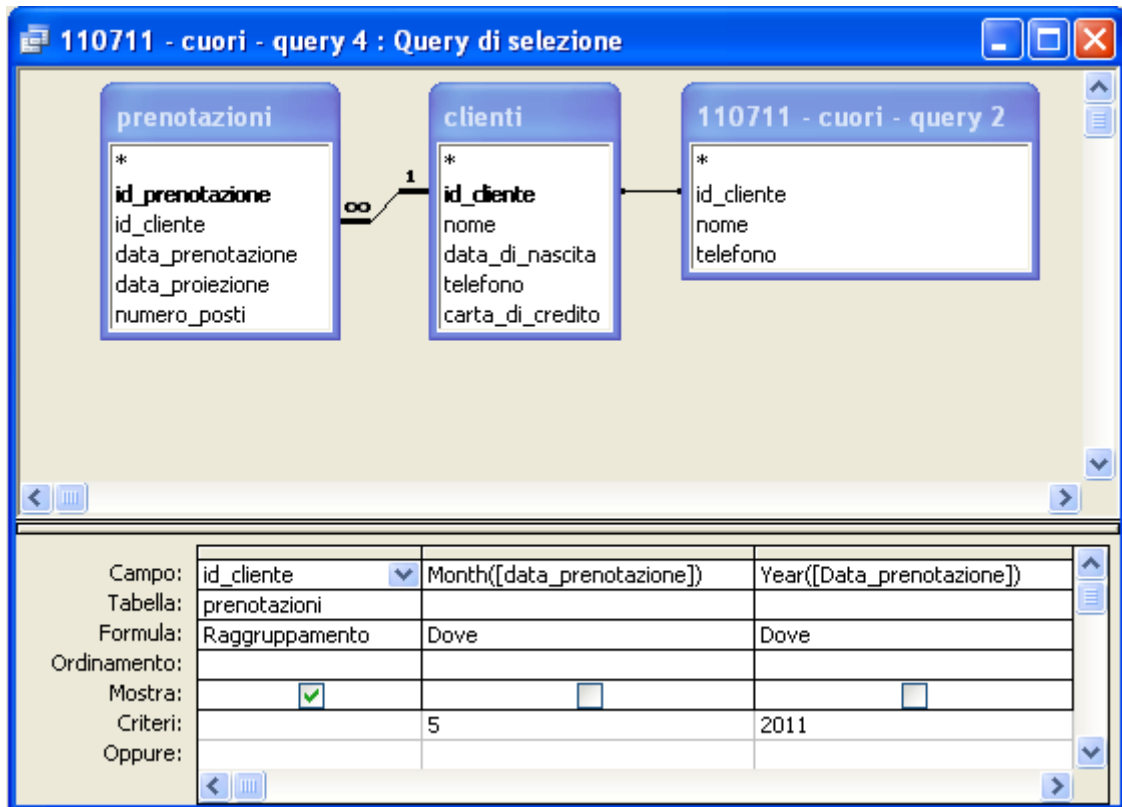 110711 - cuori - query 4 : Query di selezione
prenotazioni
*
id_prenotazione
id_cliente
data_prenotazione
data_proiezione
numero_posti
∞
1
clienti
*
id_cliente
nome
data_di_nascita
telefono
carta_di_credito
110711 - cuori - query 2
*
id_cliente
nome
telefono
Campo: id_cliente Month([data_prenotazione]) Year([Data_prenotazione])
Tabella: prenotazioni
Formula: Raggruppamento Dove Dove
Ordinamento:
Mostra:
Criteri: 5 2011
Oppure: